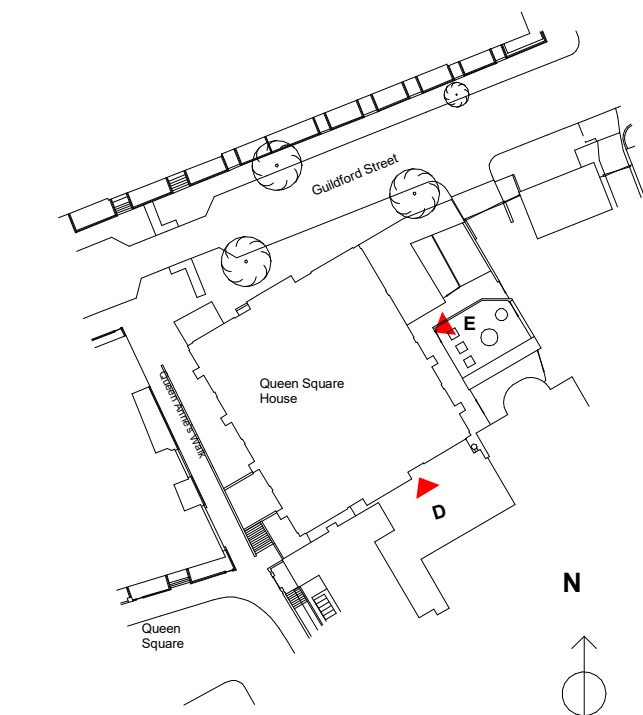 Guildford Street
E
Queen Square
House
Queen Anne's Walk
D
N
Queen
Square